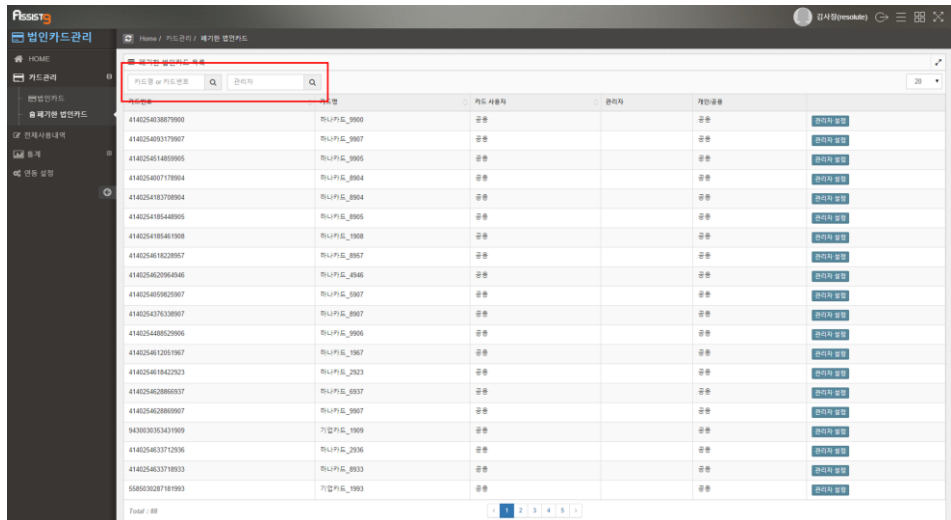 Assist9
김사장(resolute)
법인카드관리
Home / 카드관리 / 폐기한 법인카드
HOME
카드관리
법인카드
폐기한 법인카드
전체사용내역
통계
연동 설정
폐기한 법인카드 목록
카드명 or 카드번호 관리자 20
카드번호 카드명 카드 사용자 관리자 개인/공용
4140254038879900 하나카드_9900 공용 공용 관리자 설정
4140254093179907 하나카드_9907 공용 공용 관리자 설정
4140254514859905 하나카드_9905 공용 공용 관리자 설정
4140254007178904 하나카드_8904 공용 공용 관리자 설정
4140254183708904 하나카드_8904 공용 공용 관리자 설정
4140254185448905 하나카드_8905 공용 공용 관리자 설정
4140254185461908 하나카드_1908 공용 공용 관리자 설정
4140254618228957 하나카드_8957 공용 공용 관리자 설정
4140254620964946 하나카드_4946 공용 공용 관리자 설정
4140254059825907 하나카드_5907 공용 공용 관리자 설정
4140254376338907 하나카드_8907 공용 공용 관리자 설정
4140254488529906 하나카드_9906 공용 공용 관리자 설정
4140254612051967 하나카드_1967 공용 공용 관리자 설정
4140254618422923 하나카드_2923 공용 공용 관리자 설정
4140254628866937 하나카드_6937 공용 공용 관리자 설정
4140254628869907 하나카드_9907 공용 공용 관리자 설정
9430030353431909 기업카드_1909 공용 공용 관리자 설정
4140254633712936 하나카드_2936 공용 공용 관리자 설정
4140254633718933 하나카드_8933 공용 공용 관리자 설정
5585030287181993 기업카드_1993 공용 공용 관리자 설정
Total : 88
‹ 1 2 3 4 5 ›